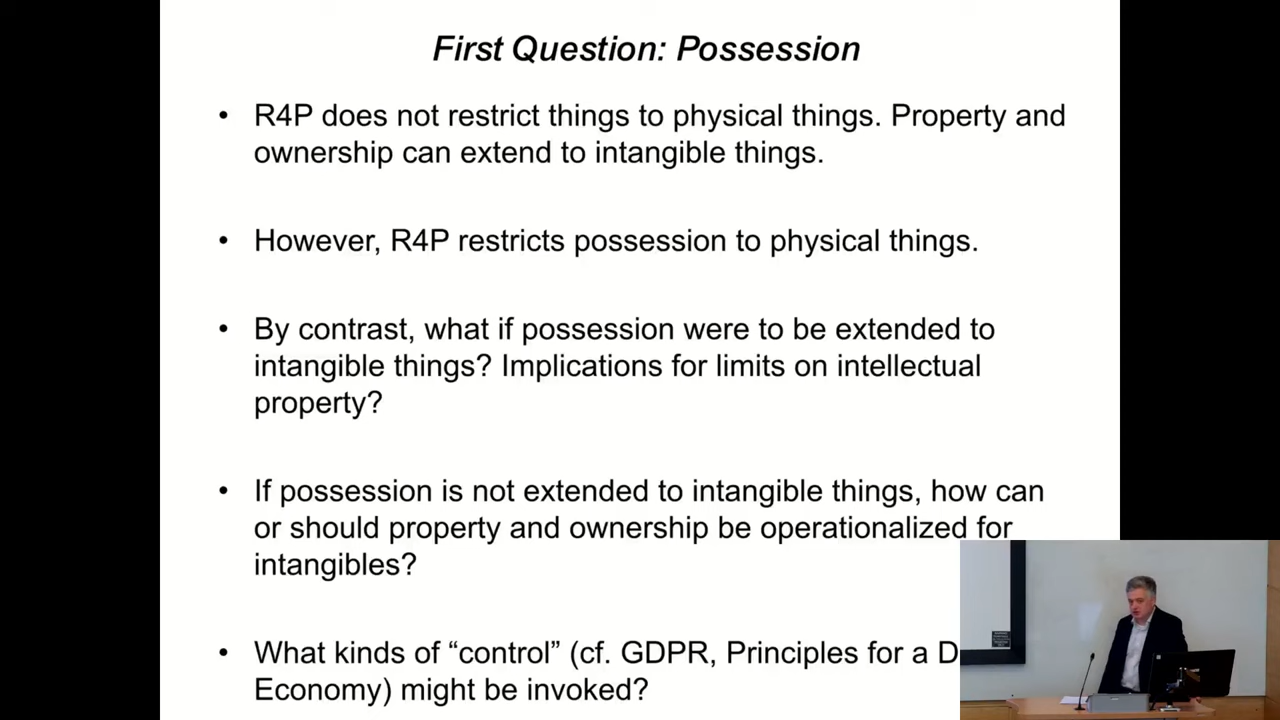 First Question: Possession
• R4P does not restrict things to physical things. Property and
ownership can extend to intangible things.
• However, R4P restricts possession to physical things.
• By contrast, what if possession were to be extended to
intangible things? Implications for limits on intellectual
property?
• If possession is not extended to intangible things, how can
or should property and ownership be operationalized for
intangibles?
• What kinds of “control” (cf. GDPR, Principles for a D
Economy) might be invoked?